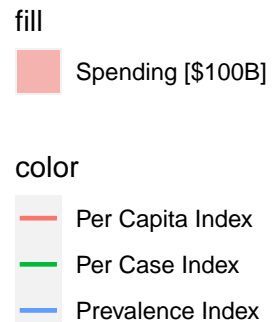 fill
Spending [$100B]
color
Per Capita Index
Per Case Index
Prevalence Index